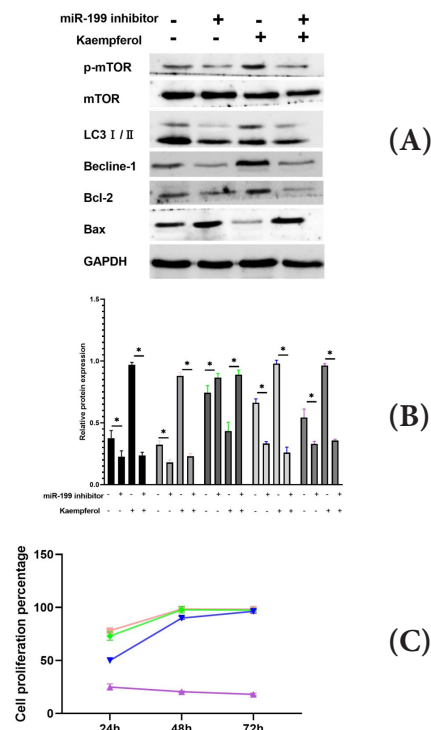 miR-199 inhibitor - + - +
Kaempferol - - + +
p-mTOR
mTOR
LC3 Ⅰ / Ⅱ
Becline-1
Bcl-2
Bax
GAPDH
(A)
1.5
1.0
0.5
0.0
Relative protein expression
* * * * * * * * * *
miR-199 inhibitor - + - + - + - + - + - + - + - + - + - +
Kaempferol - - + + - - + + - - + + - - + + - - + +
(B)
150
100
50
0
Cell proliferation percentage
24h 48h 72h
(C)